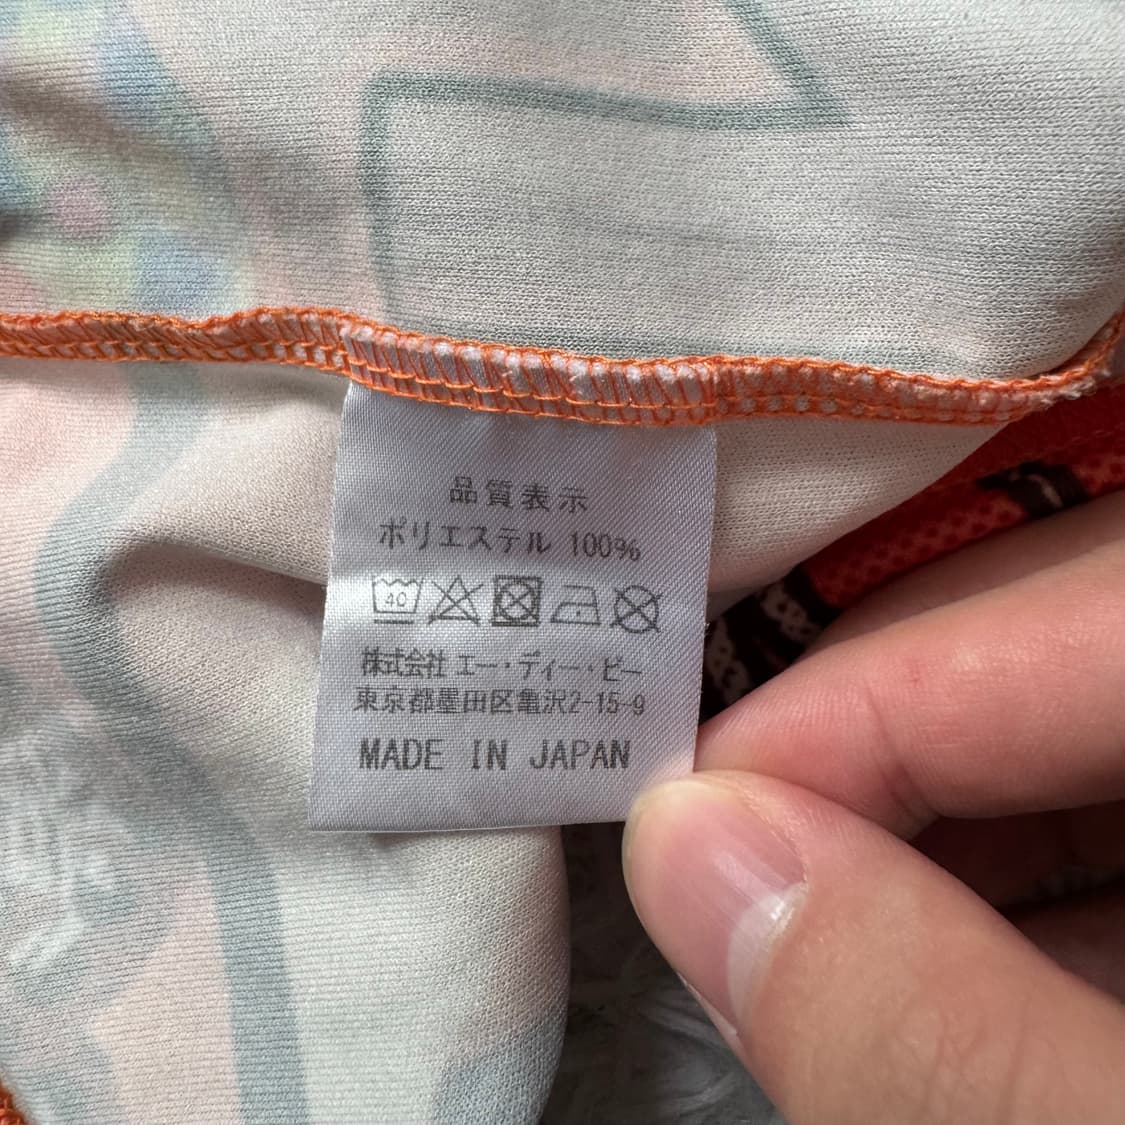 品質表示
ポリエステル 100%
40
株式会社 エー・ディー・ピー
東京都墨田区亀沢2-15-9
MADE IN JAPAN